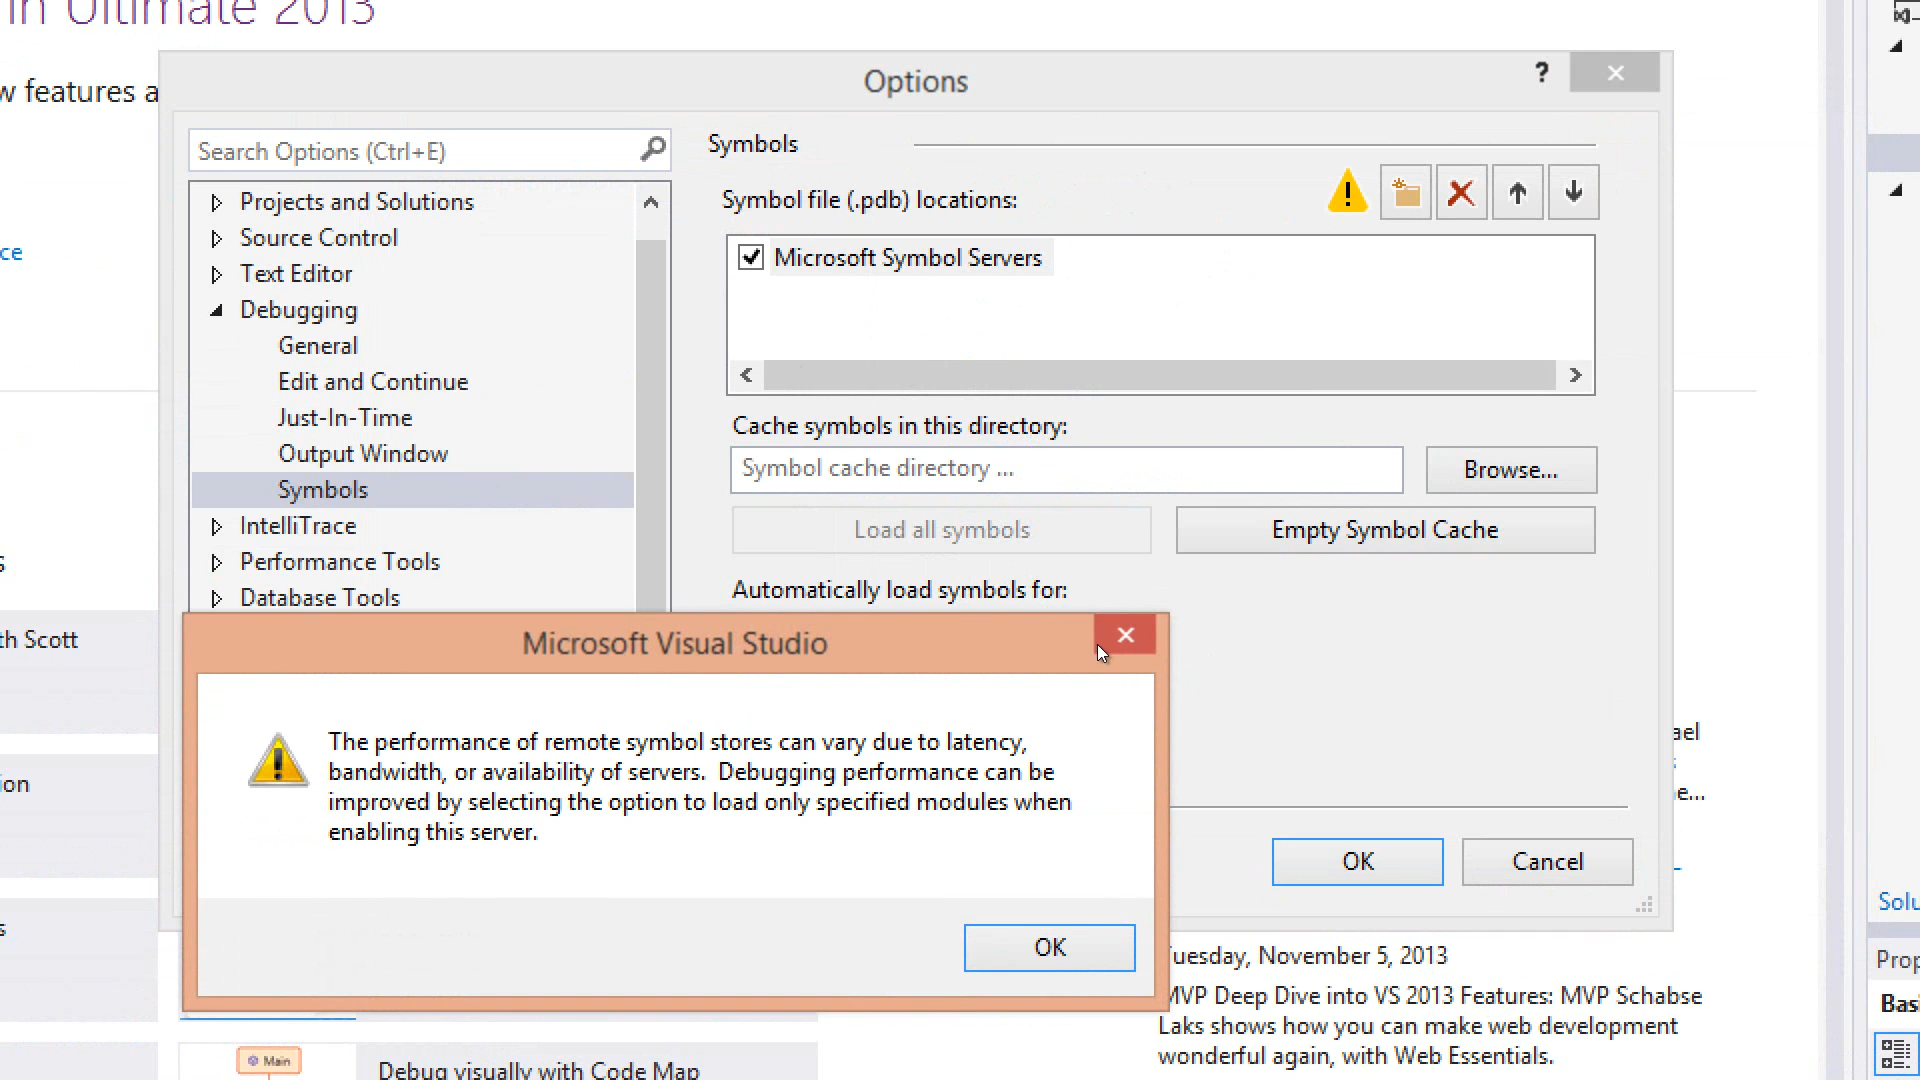 in Ultimate 2013
w features a
ce
th Scott
ion
s
Options
?
Search Options (Ctrl+E)
Projects and Solutions
Source Control
Text Editor
Debugging
General
Edit and Continue
Just-In-Time
Output Window
Symbols
IntelliTrace
Performance Tools
Database Tools
Symbols
Symbol file (.pdb) locations:
Microsoft Symbol Servers
Cache symbols in this directory:
Symbol cache directory ...
Browse...
Load all symbols
Empty Symbol Cache
Automatically load symbols for:
OK
Cancel
Microsoft Visual Studio
The performance of remote symbol stores can vary due to latency,
bandwidth, or availability of servers. Debugging performance can be
improved by selecting the option to load only specified modules when
enabling this server.
OK
ael
e...
Tuesday, November 5, 2013
MVP Deep Dive into VS 2013 Features: MVP Schabse
Laks shows how you can make web development
wonderful again, with Web Essentials.
Main
Debug visually with Code Map
Solu
Prop
Bas